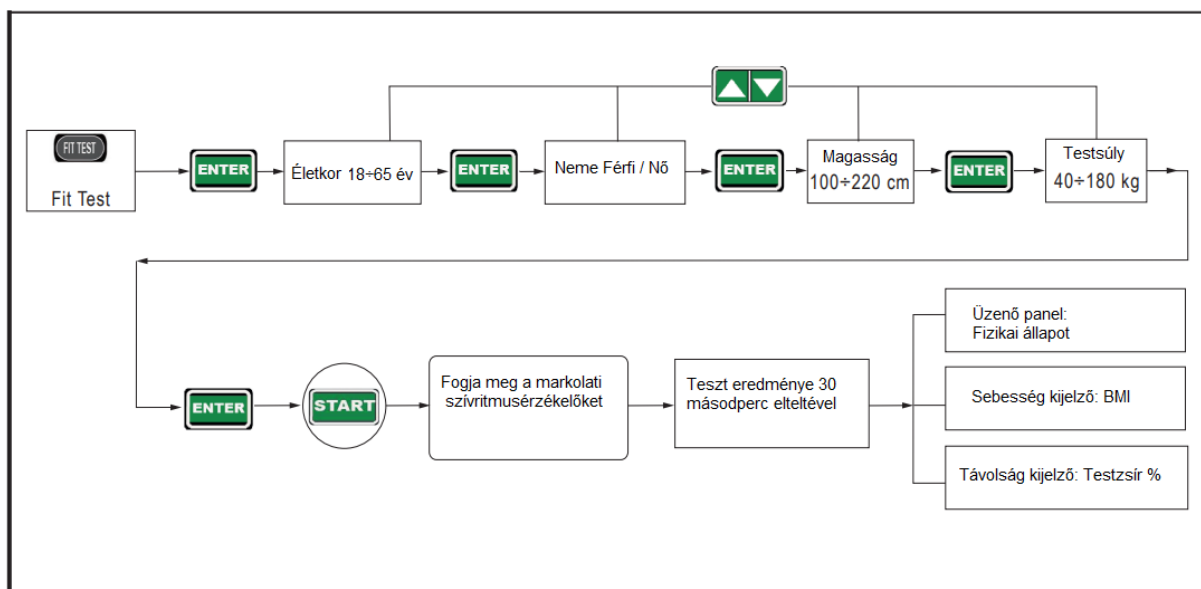 FIT TEST
Fit Test
ENTER
Életkor 18÷65 év
ENTER
Neme Férfi / Nő
ENTER
Magasság
100÷220 cm
ENTER
Testsúly
40÷180 kg
ENTER
START
Fogja meg a markolati
szívritmusérzékelőket
Teszt eredménye 30
másodperc elteltével
Üzenő panel:
Fizikai állapot
Sebesség kijelző: BMI
Távolság kijelző: Testzsír %